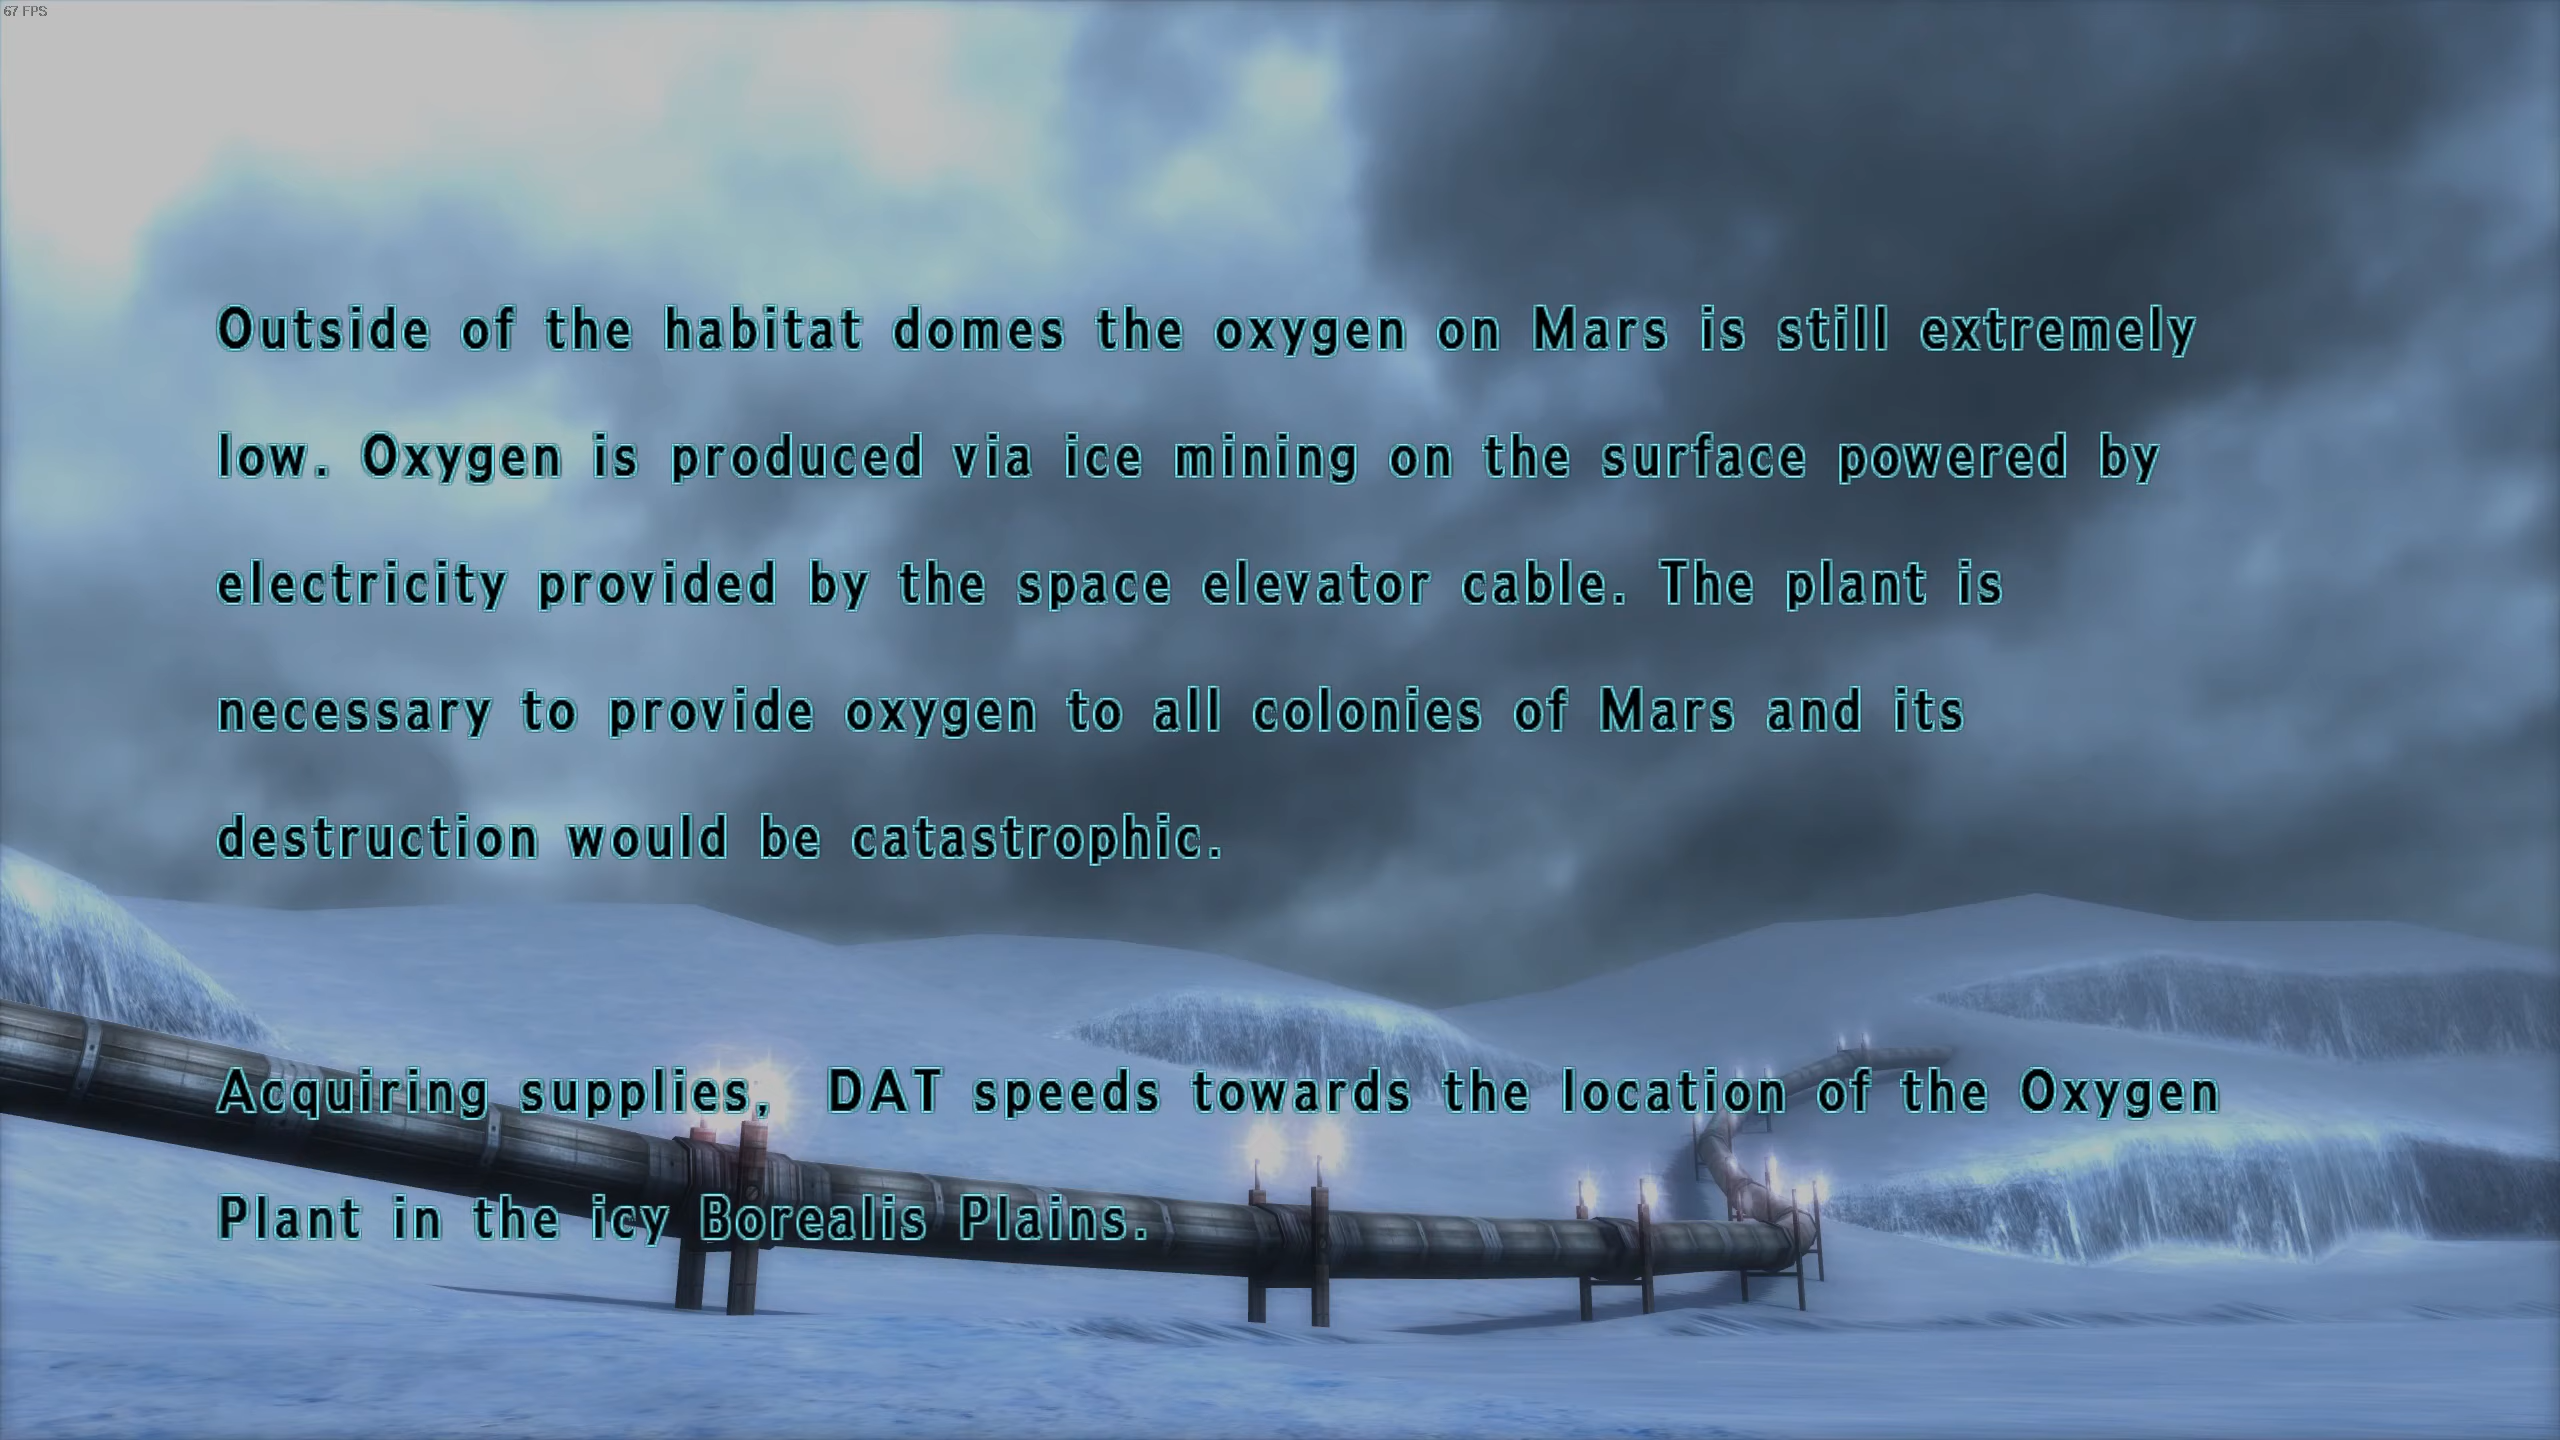 67 FPS
Outside of the habitat domes the oxygen on Mars is still extremely
low. Oxygen is produced via ice mining on the surface powered by
electricity provided by the space elevator cable. The plant is
necessary to provide oxygen to all colonies of Mars and its
destruction would be catastrophic.
Acquiring supplies,  DAT speeds towards the location of the Oxygen
Plant in the icy Borealis Plains.